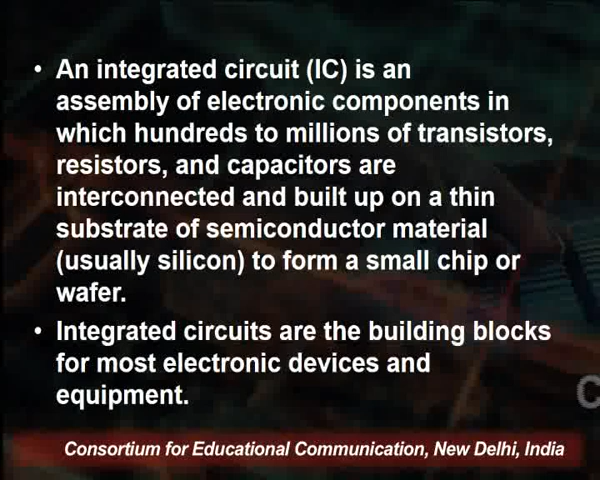 • An integrated circuit (IC) is an
assembly of electronic components in
which hundreds to millions of transistors,
resistors, and capacitors are
interconnected and built up on a thin
substrate of semiconductor material
(usually silicon) to form a small chip or
wafer.
• Integrated circuits are the building blocks
for most electronic devices and
equipment.
C
Consortium for Educational Communication, New Delhi, India